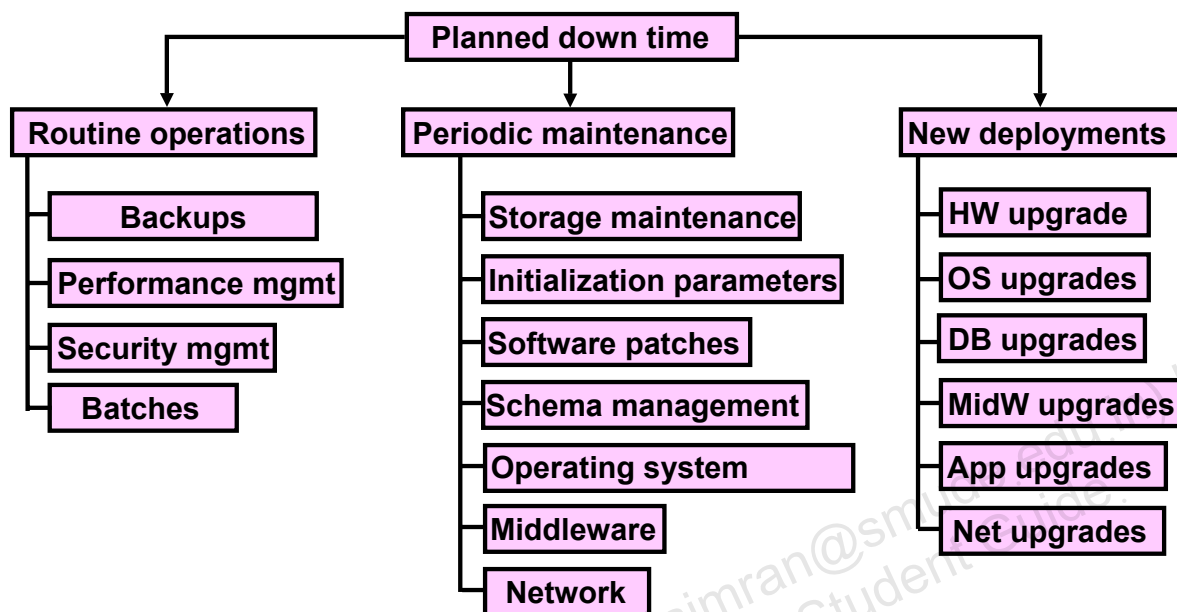 Planned down time
Routine operations
Backups
Performance mgmt
Security mgmt
Batches
Periodic maintenance
Storage maintenance
Initialization parameters
Software patches
Schema management
Operating system
Middleware
Network
New deployments
HW upgrade
OS upgrades
DB upgrades
MidW upgrades
App upgrades
Net upgrades
Student Guide